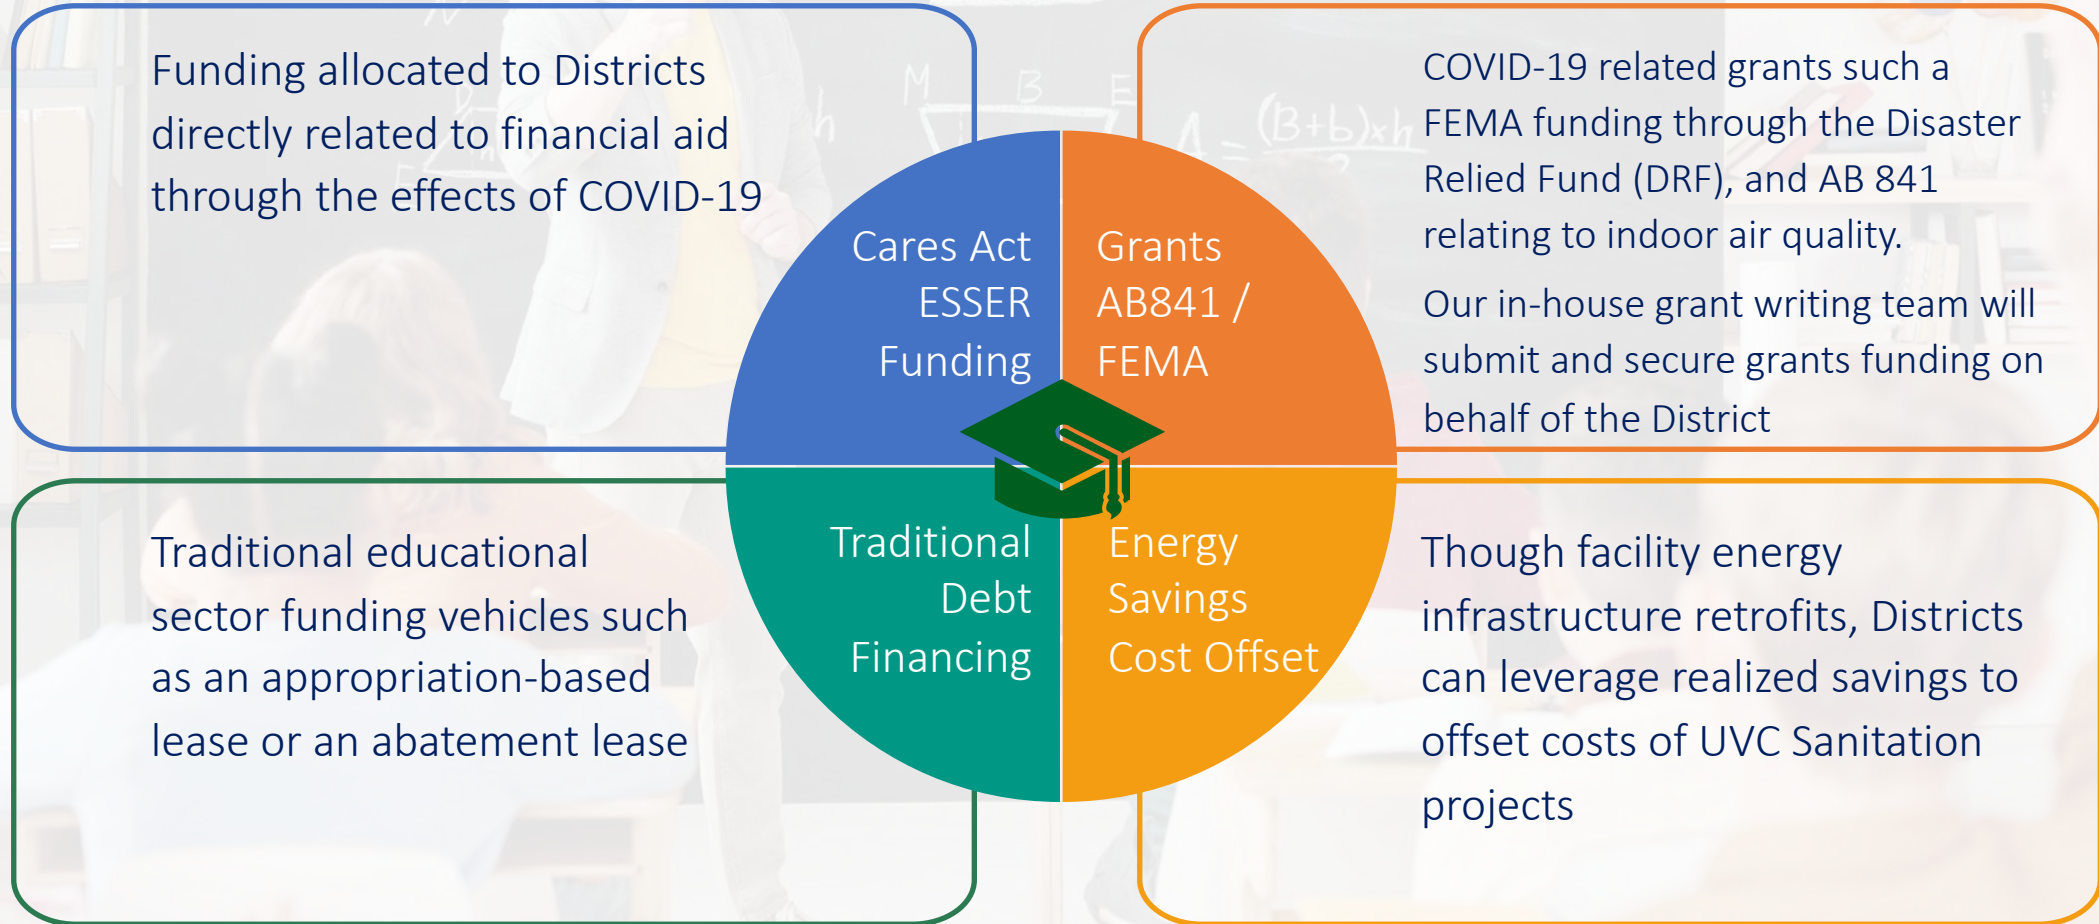 Funding allocated to Districts
directly related to financial aid
through the effects of COVID-19
Cares Act
ESSER
Funding
Grants
AB841 /
FEMA
COVID-19 related grants such a
FEMA funding through the Disaster
Relied Fund (DRF), and AB 841
relating to indoor air quality.
Our in-house grant writing team will
submit and secure grants funding on
behalf of the District
Traditional educational
sector funding vehicles such
as an appropriation-based
lease or an abatement lease
Traditional
Debt
Financing
Energy
Savings
Cost Offset
Though facility energy
infrastructure retrofits, Districts
can leverage realized savings to
offset costs of UVC Sanitation
projects
M B E
(B+b)xh